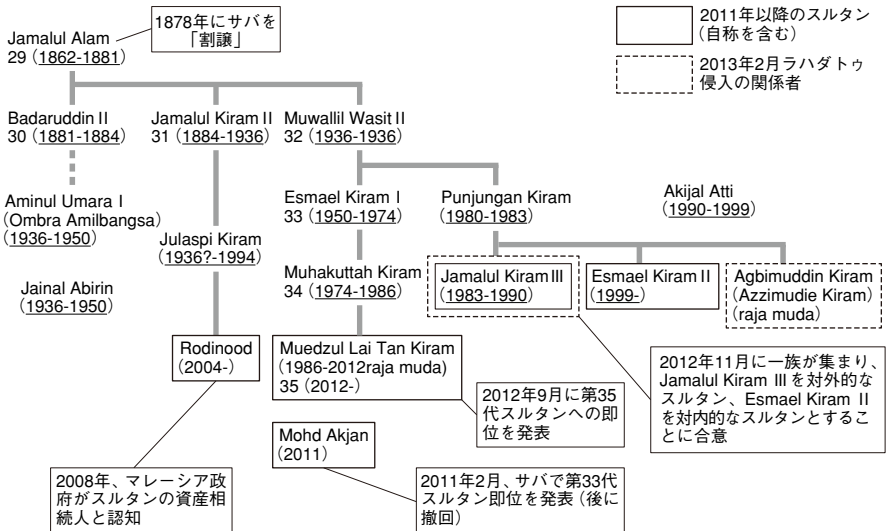 1878年にサバを
「割譲」
Jamalul Alam
29（1862-1881）
2011年以降のスルタン
（自称を含む）
2013年2月ラハダトゥ
侵入の関係者
Badaruddin II
30（1881-1884）
Jamalul Kiram II
31（1884-1936）
Muwallil Wasit II
32（1936-1936）
Aminul Umara I
(Ombra Amilbangsa)
（1936-1950）
Jainal Abirin
（1936-1950）
Julaspi Kiram
（1936?-1994）
Esmael Kiram I
33（1950-1974）
Punjungan Kiram
（1980-1983）
Akijal Atti
（1990-1999）
Muhakuttah Kiram
34（1974-1986）
Jamalul Kiram III
（1983-1990）
Esmael Kiram II
（1999-）
Agbimuddin Kiram
(Azzimudie Kiram)
(raja muda)
Rodinood
（2004-）
Muedzul Lai Tan Kiram
(1986-2012raja muda)
35（2012-）
Mohd Akjan
（2011）
2012年9月に第35
代スルタンへの即
位を発表
2012年11月に一族が集まり、
Jamalul Kiram IIIを対外的な
スルタン、Esmael Kiram II
を対内的なスルタンとするこ
とに合意
2008年、マレーシア政
府がスルタンの資産相
続人と認知
2011年2月、サバで第33代
スルタン即位を発表（後に
撤回）